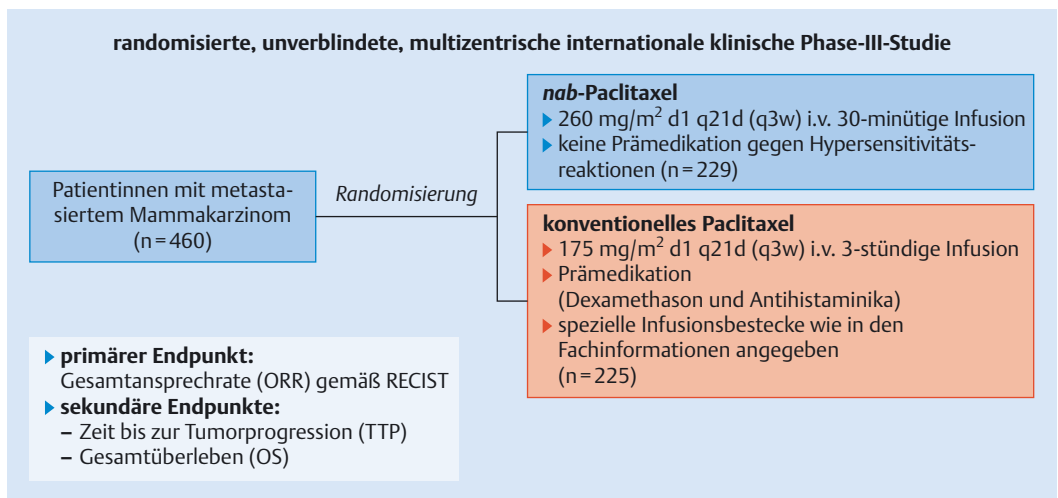 randomisierte, unverblindete, multizentrische internationale klinische Phase-III-Studie
Patientinnen mit metasta-
siertem Mammakarzinom
(n = 460)
Randomisierung
nab-Paclitaxel
▶ 260 mg/m² d1 q21d (q3w) i.v. 30-minütige Infusion
▶ keine Prämedikation gegen Hypersensitivitäts-
reaktionen (n = 229)
konventionelles Paclitaxel
▶ 175 mg/m² d1 q21d (q3w) i.v. 3-stündige Infusion
▶ Prämedikation
(Dexamethason und Antihistaminika)
▶ spezielle Infusionsbestecke wie in den
Fachinformationen angegeben
(n = 225)
▶ primärer Endpunkt:
Gesamtansprechrate (ORR) gemäß RECIST
▶ sekundäre Endpunkte:
– Zeit bis zur Tumorprogression (TTP)
– Gesamtüberleben (OS)